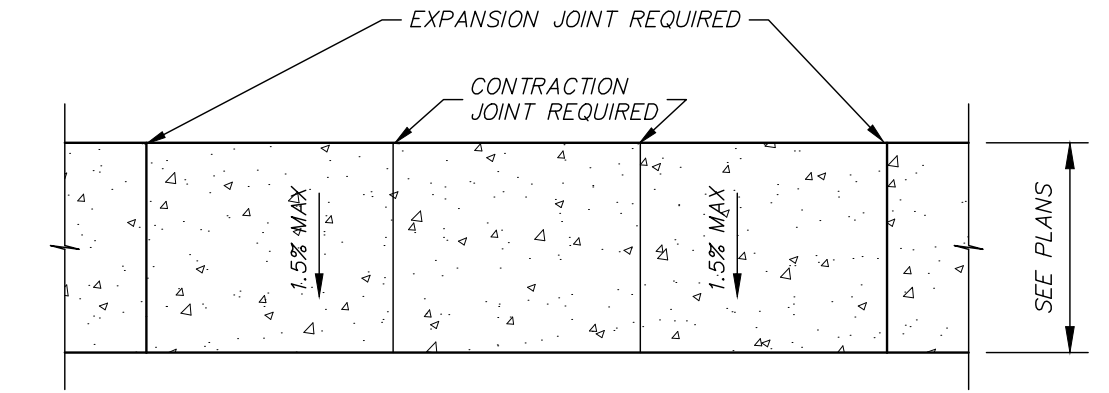 EXPANSION JOINT REQUIRED
CONTRACTION
JOINT REQUIRED
1.5% MAX
1.5% MAX
SEE PLANS